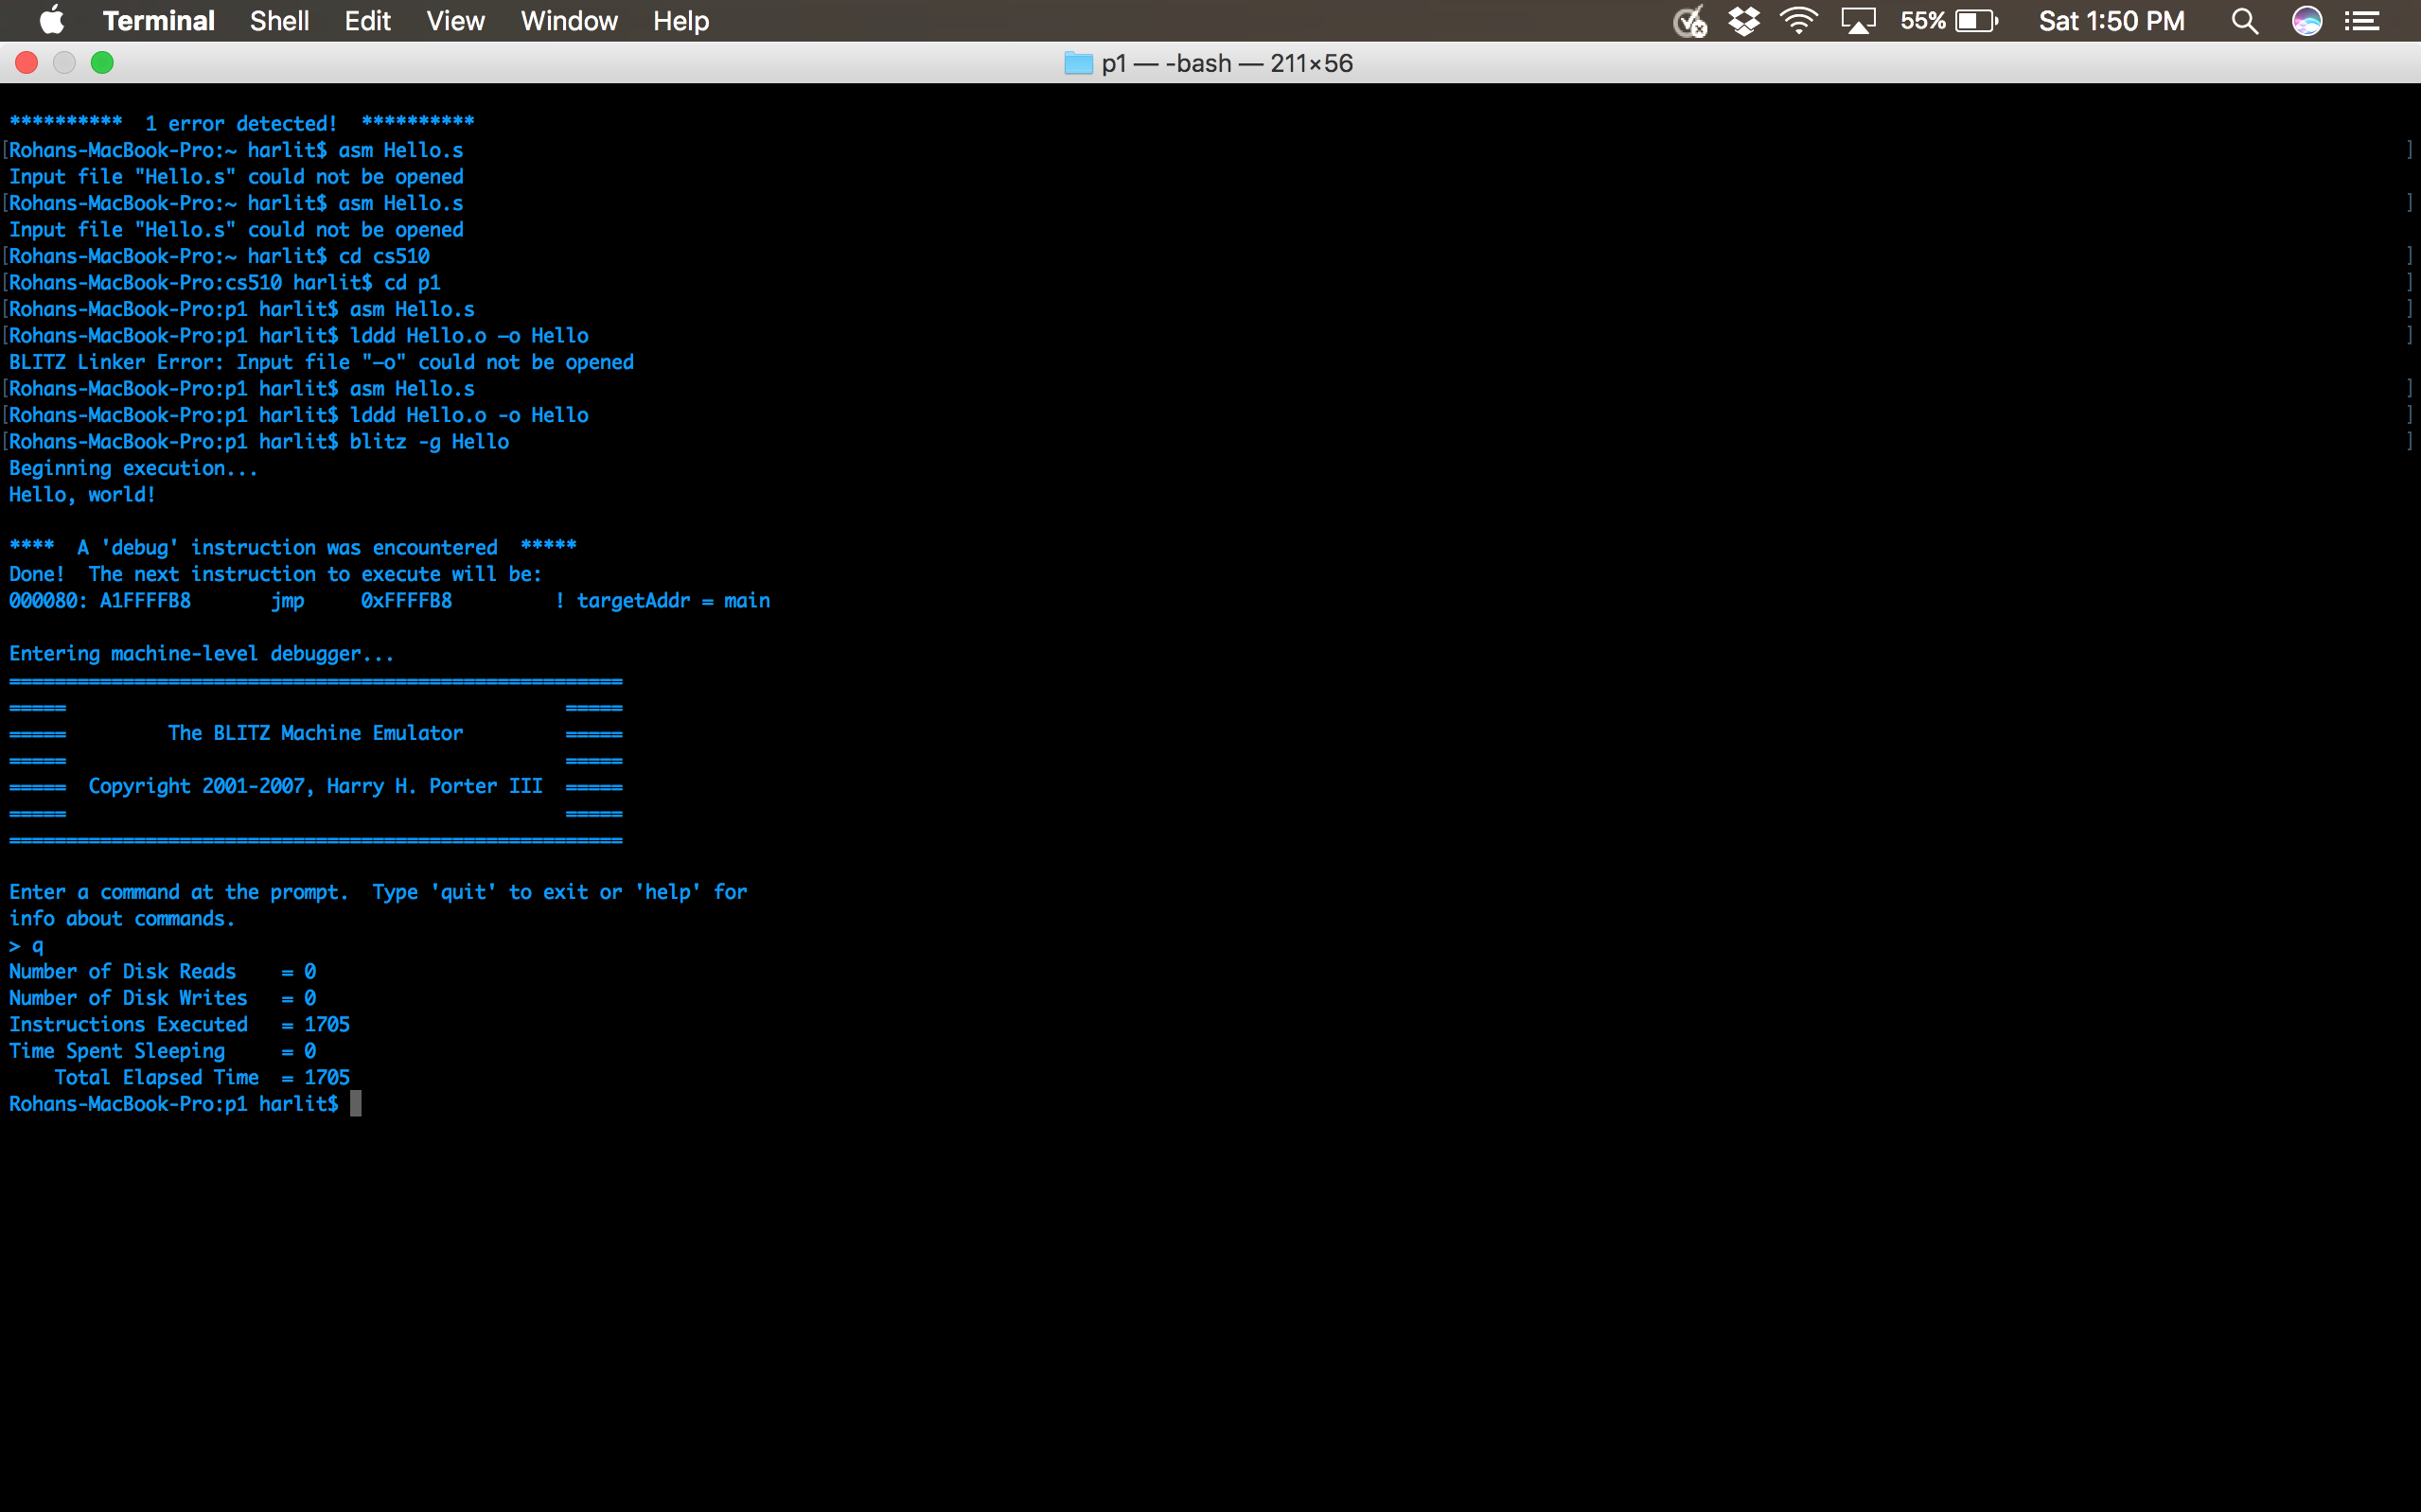 Terminal Shell Edit View Window Help 55% Sat 1:50 PM
p1 — -bash — 211×56
********** 1 error detected! **********
[Rohans-MacBook-Pro:~ harlit$ asm Hello.s ]
Input file "Hello.s" could not be opened
[Rohans-MacBook-Pro:~ harlit$ asm Hello.s ]
Input file "Hello.s" could not be opened
[Rohans-MacBook-Pro:~ harlit$ cd cs510 ]
[Rohans-MacBook-Pro:cs510 harlit$ cd p1 ]
[Rohans-MacBook-Pro:p1 harlit$ asm Hello.s ]
[Rohans-MacBook-Pro:p1 harlit$ lddd Hello.o –o Hello ]
BLITZ Linker Error: Input file "–o" could not be opened
[Rohans-MacBook-Pro:p1 harlit$ asm Hello.s ]
[Rohans-MacBook-Pro:p1 harlit$ lddd Hello.o -o Hello ]
[Rohans-MacBook-Pro:p1 harlit$ blitz -g Hello ]
Beginning execution...
Hello, world!
**** A 'debug' instruction was encountered *****
Done! The next instruction to execute will be:
000080: A1FFFFB8 jmp 0xFFFFB8 ! targetAddr = main
Entering machine-level debugger...
======================================================
===== =====
===== The BLITZ Machine Emulator =====
===== =====
===== Copyright 2001-2007, Harry H. Porter III =====
===== =====
======================================================
Enter a command at the prompt. Type 'quit' to exit or 'help' for
info about commands.
> q
Number of Disk Reads = 0
Number of Disk Writes = 0
Instructions Executed = 1705
Time Spent Sleeping = 0
Total Elapsed Time = 1705
Rohans-MacBook-Pro:p1 harlit$